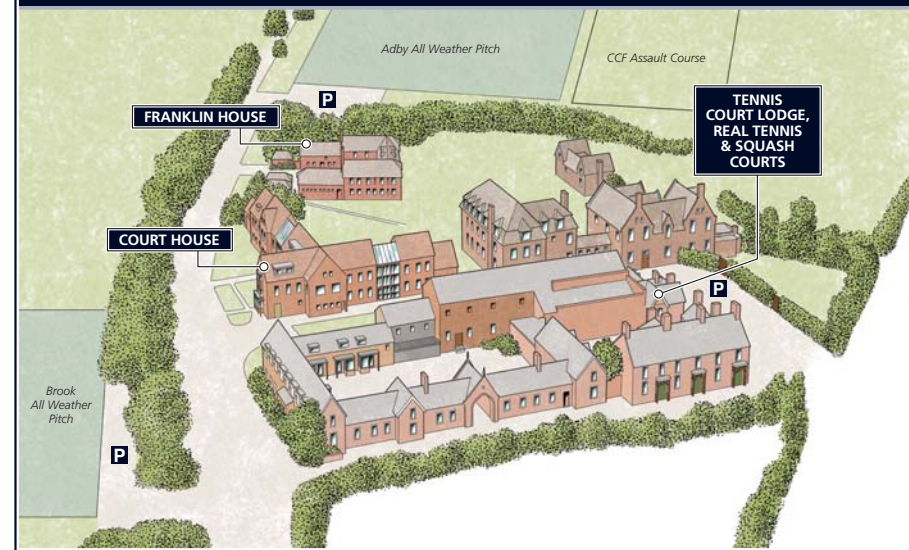 Adby All Weather Pitch
CCF Assault Course
P
FRANKLIN HOUSE
TENNIS
COURT LODGE,
REAL TENNIS
& SQUASH
COURTS
COURT HOUSE
P
Brook
All Weather
Pitch
P